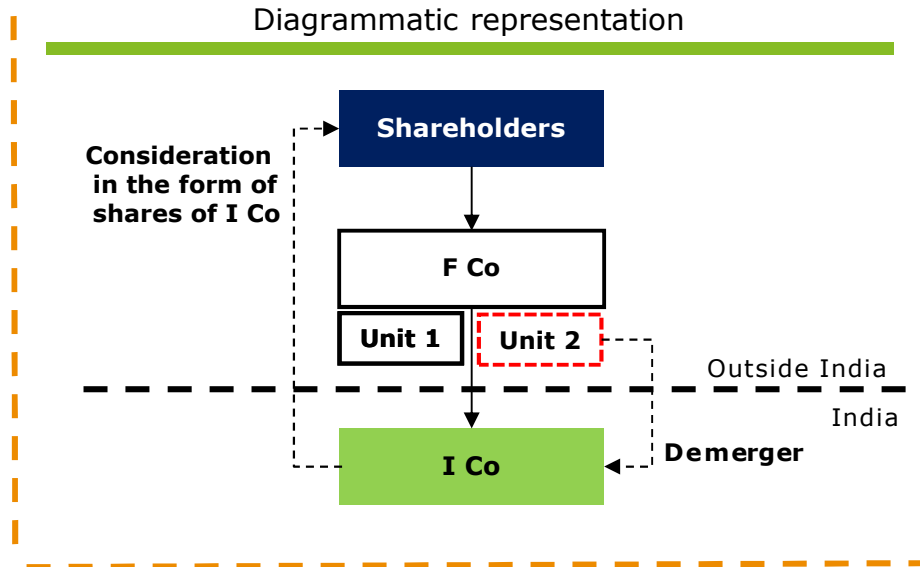 Diagrammatic representation
Shareholders
Consideration
in the form of
shares of I Co
F Co
Unit 1
Unit 2
Outside India
India
Demerger
I Co